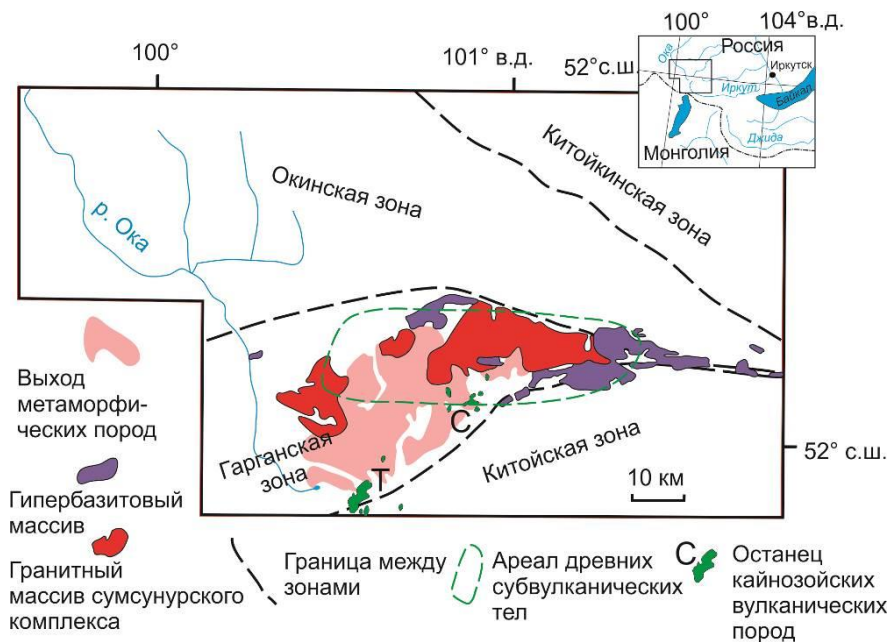 100°
101° в.д.
100°
104° в.д.
52° с.ш.
Россия
Ока
Иркутск
Иркут
Байкал
Джида
Монголия
Китойкинская зона
Окинская зона
р. Ока
Выход
метаморфи-
ческих пород
Гарганская
зона
С
Т
Китойская зона
52° с.ш.
10 км
Гипербазитовый
массив
Гранитный
массив сумсунурского
комплекса
Граница между
зонами
Ареал древних
субвулканических
тел
С
Останец
кайнозойских
вулканических
пород